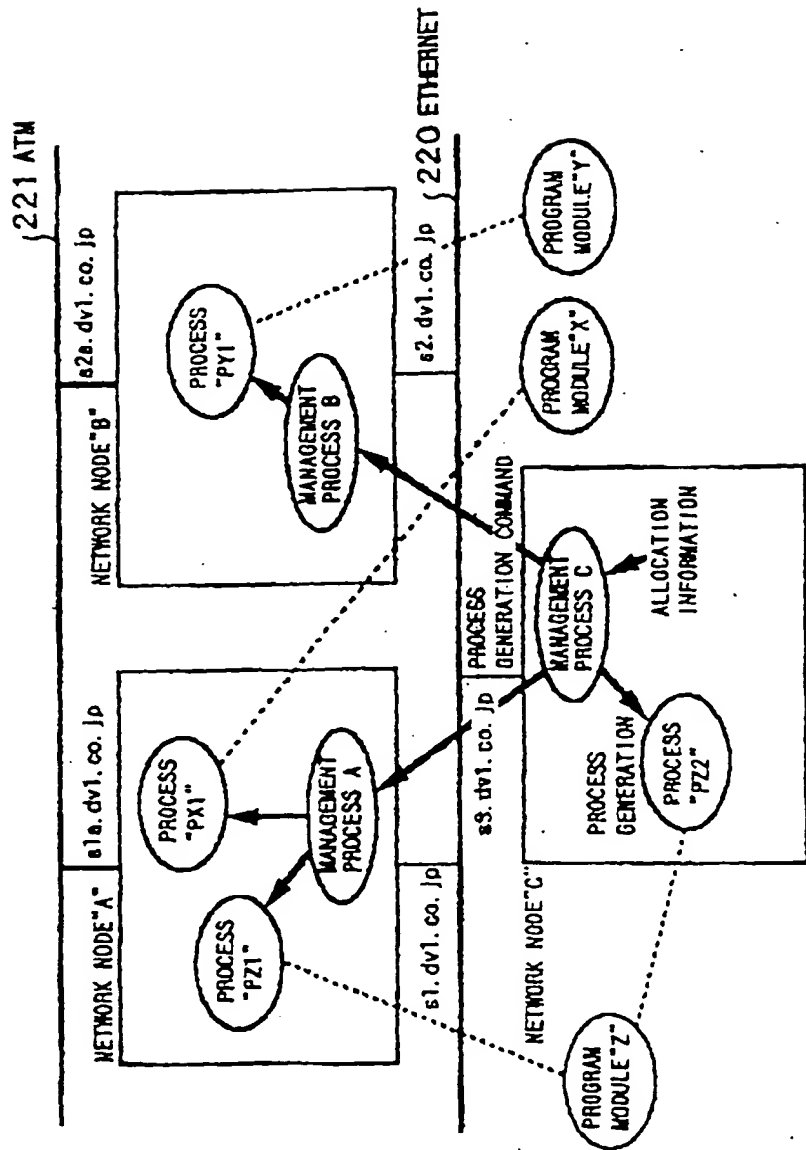 221 ATM
NETWORK NODE"A"
s1a.dv1.co.jp
NETWORK NODE"B"
s2a.dv1.co.jp
PROCESS
"PZ1"
PROCESS
"PX1"
MANAGEMENT
PROCESS A
PROCESS
"PY1"
MANAGEMENT
PROCESS B
s1.dv1.co.jp
s2.dv1.co.jp
220 ETHERNET
s3.dv1.co.jp
PROCESS
GENERATION COMMAND
NETWORK NODE"C"
PROCESS
GENERATION
MANAGEMENT
PROCESS C
PROCESS
"PZ2"
ALLOCATION
INFORMATION
PROGRAM
MODULE"Z"
PROGRAM
MODULE"X"
PROGRAM
MODULE"Y"